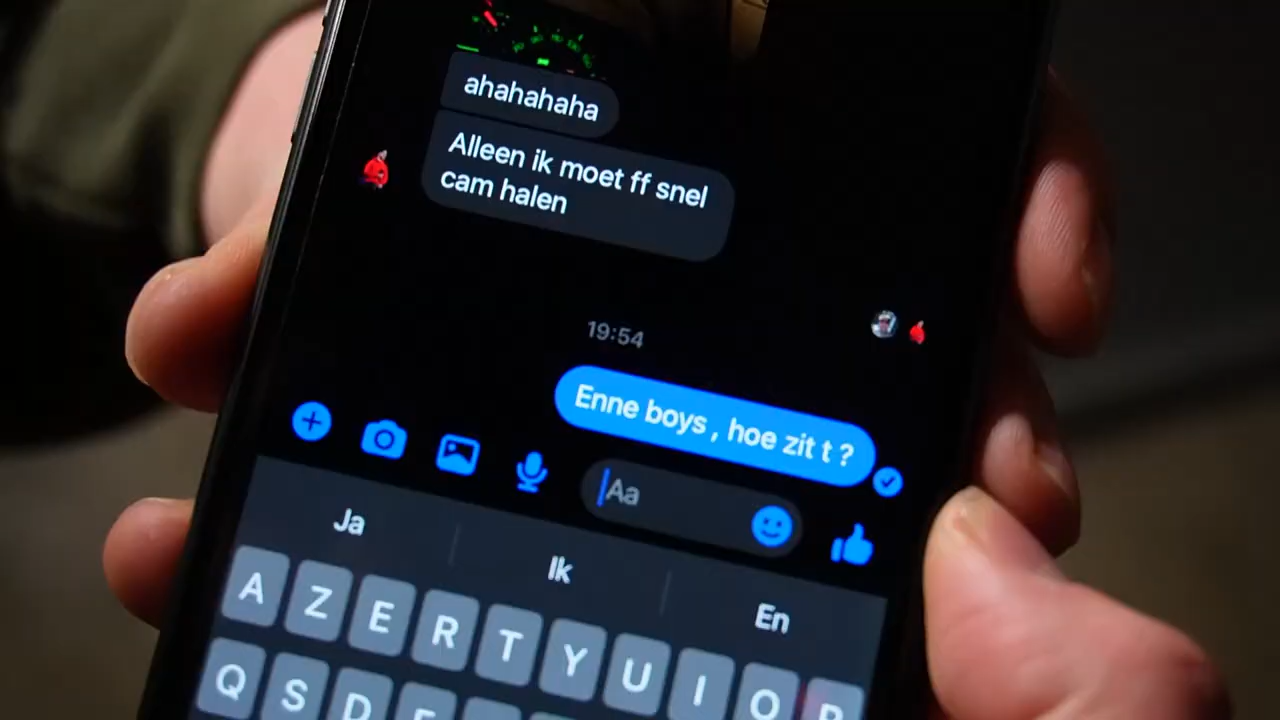 ahahahaha
Alleen ik moet ff snel
cam halen
19:54
Enne boys , hoe zit t ?
Aa
Ja
Ik
En
A Z E R T Y U I O P
Q S D F